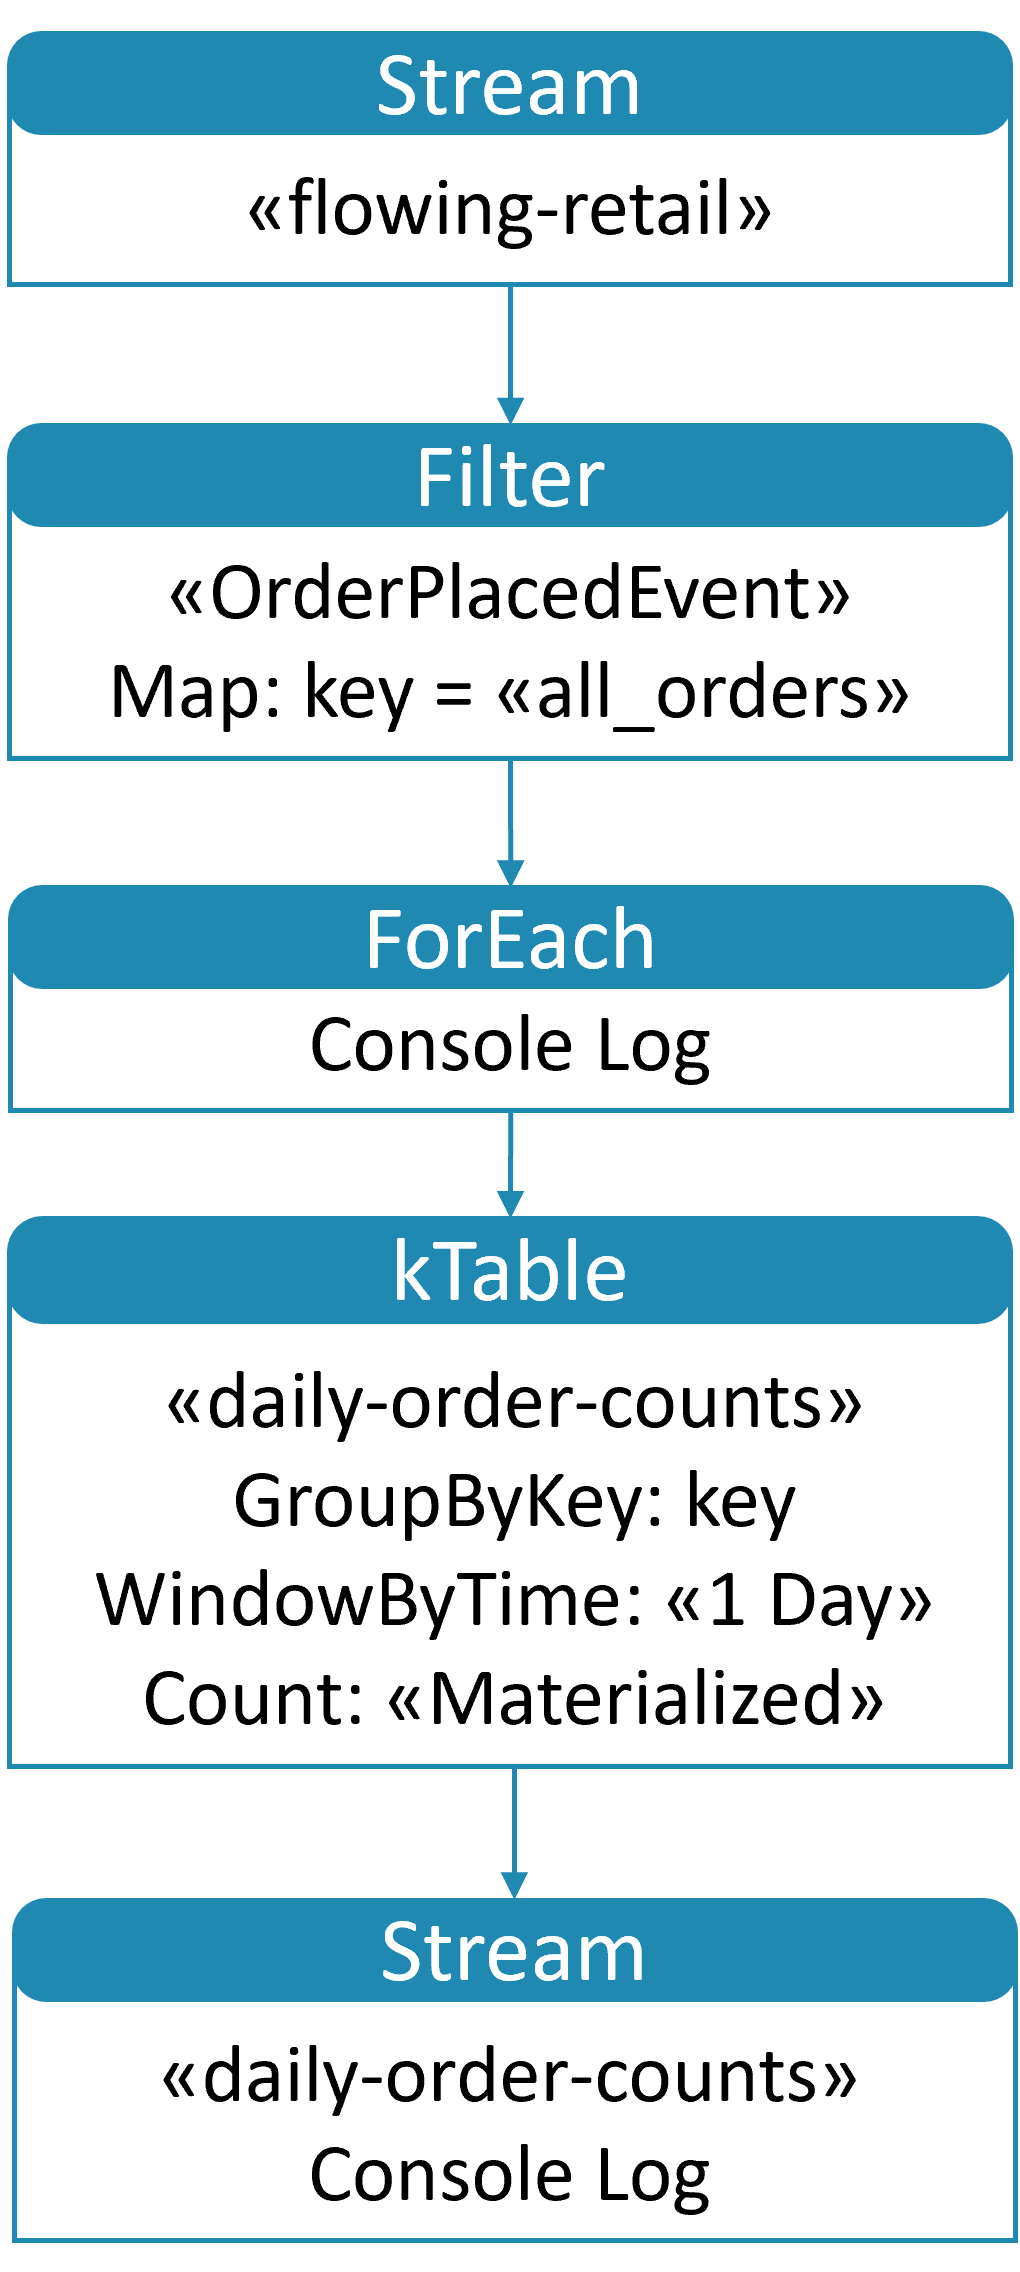 Stream
«flowing-retail»
Filter
«OrderPlacedEvent»
Map: key = «all_orders»
ForEach
Console Log
kTable
«daily-order-counts»
GroupByKey: key
WindowByTime: «1 Day»
Count: «Materialized»
Stream
«daily-order-counts»
Console Log